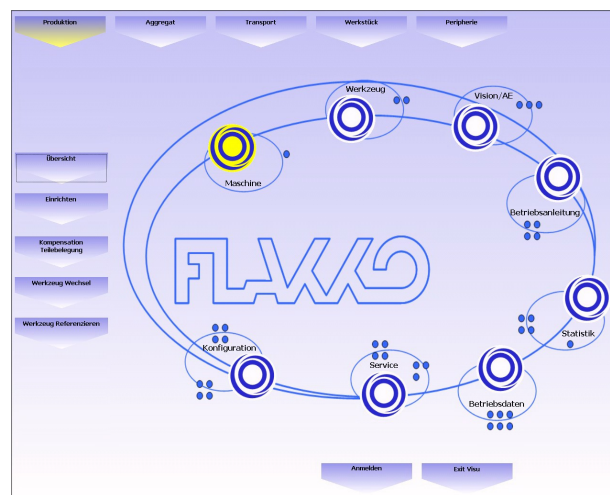 Produktion
Aggregat
Transport
Werkstück
Peripherie
Werkzeug
Vision/AE
Übersicht
Maschine
Einrichten
Betriebsanleitung
Kompensation
Teilebelegung
FLAKKO
Werkzeug Wechsel
Werkzeug Referenzieren
Statistik
Konfiguration
Service
Betriebsdaten
Anmelden
Exit Visu